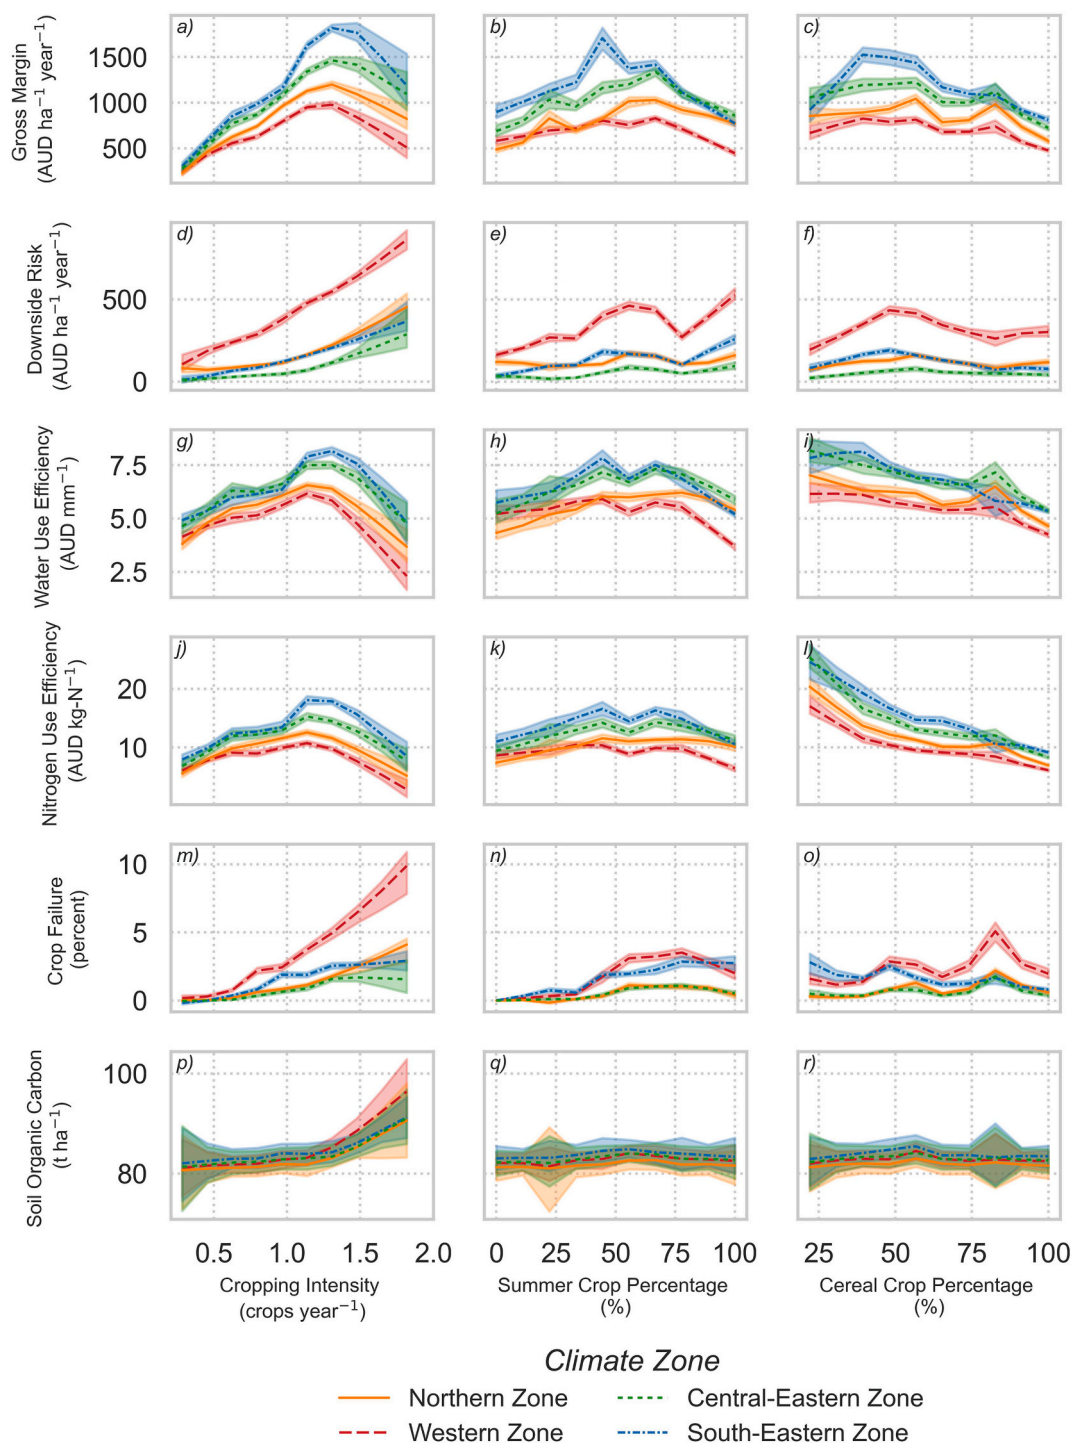 Gross Margin
(AUD ha⁻¹ year⁻¹)
1500
1000
500
a)
b)
c)
Downside Risk
(AUD ha⁻¹ year⁻¹)
500
0
d)
e)
f)
Water Use Efficiency
(AUD mm⁻¹)
7.5
5.0
2.5
g)
h)
i)
Nitrogen Use Efficiency
(AUD kg-N⁻¹)
20
10
j)
k)
l)
Crop Failure
(percent)
10
5
0
m)
n)
o)
Soil Organic Carbon
(t ha⁻¹)
100
80
p)
q)
r)
0.5 1.0 1.5 2.0
0 25 50 75 100
25 50 75 100
Cropping Intensity
(crops year⁻¹)
Summer Crop Percentage
(%)
Cereal Crop Percentage
(%)
Climate Zone
Northern Zone
Central-Eastern Zone
Western Zone
South-Eastern Zone